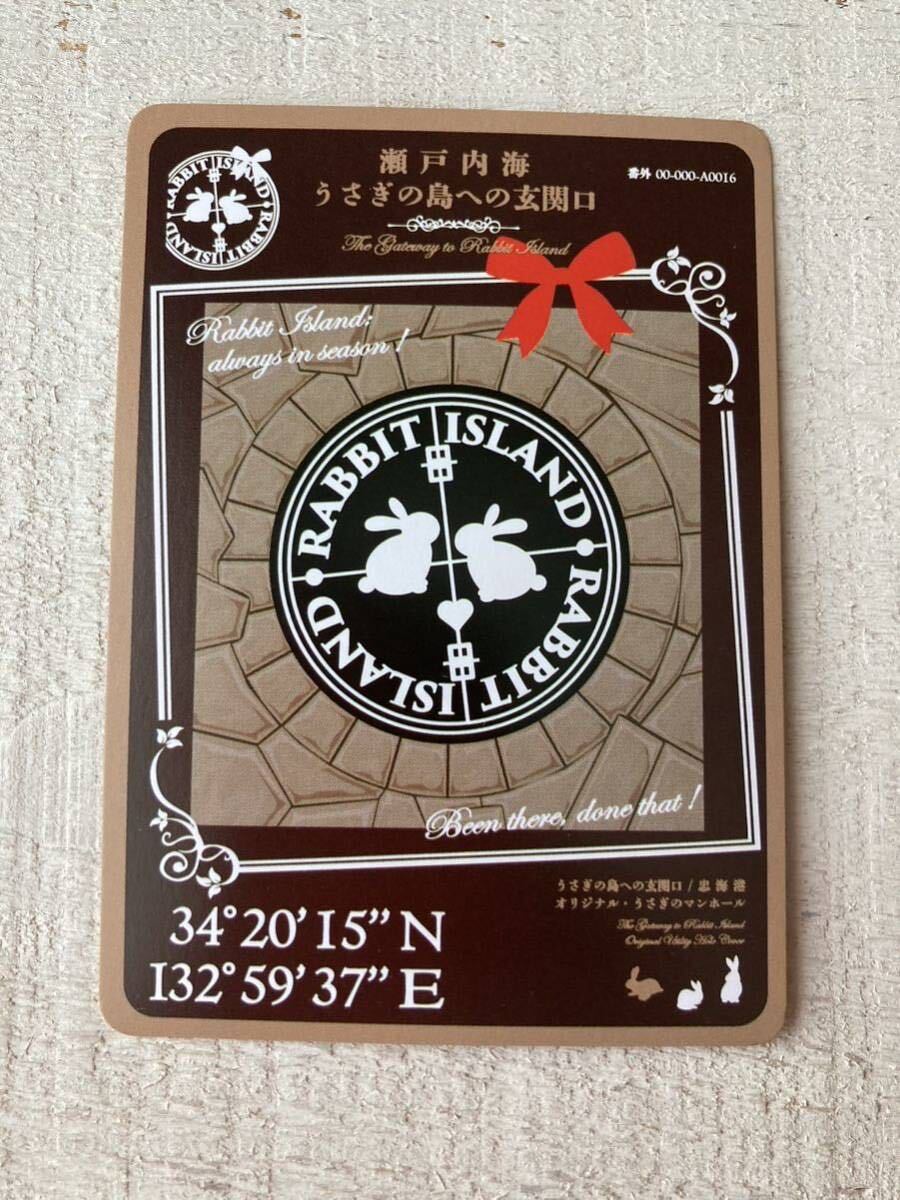 RABBIT ISLAND • RABBIT ISLAND •
瀬戸内海
うさぎの島への玄関口
The Gateway to Rabbit Island
番外 00-000-A0016
Rabbit Island:
always in season!
RABBIT ISLAND • RABBIT ISLAND •
Been there, done that!
うさぎの島への玄関口 / 忠海港
オリジナル・うさぎのマンホール
The Gateway to Rabbit Island
Original Utility Hole Cover
34°20'15"N
132°59'37"E